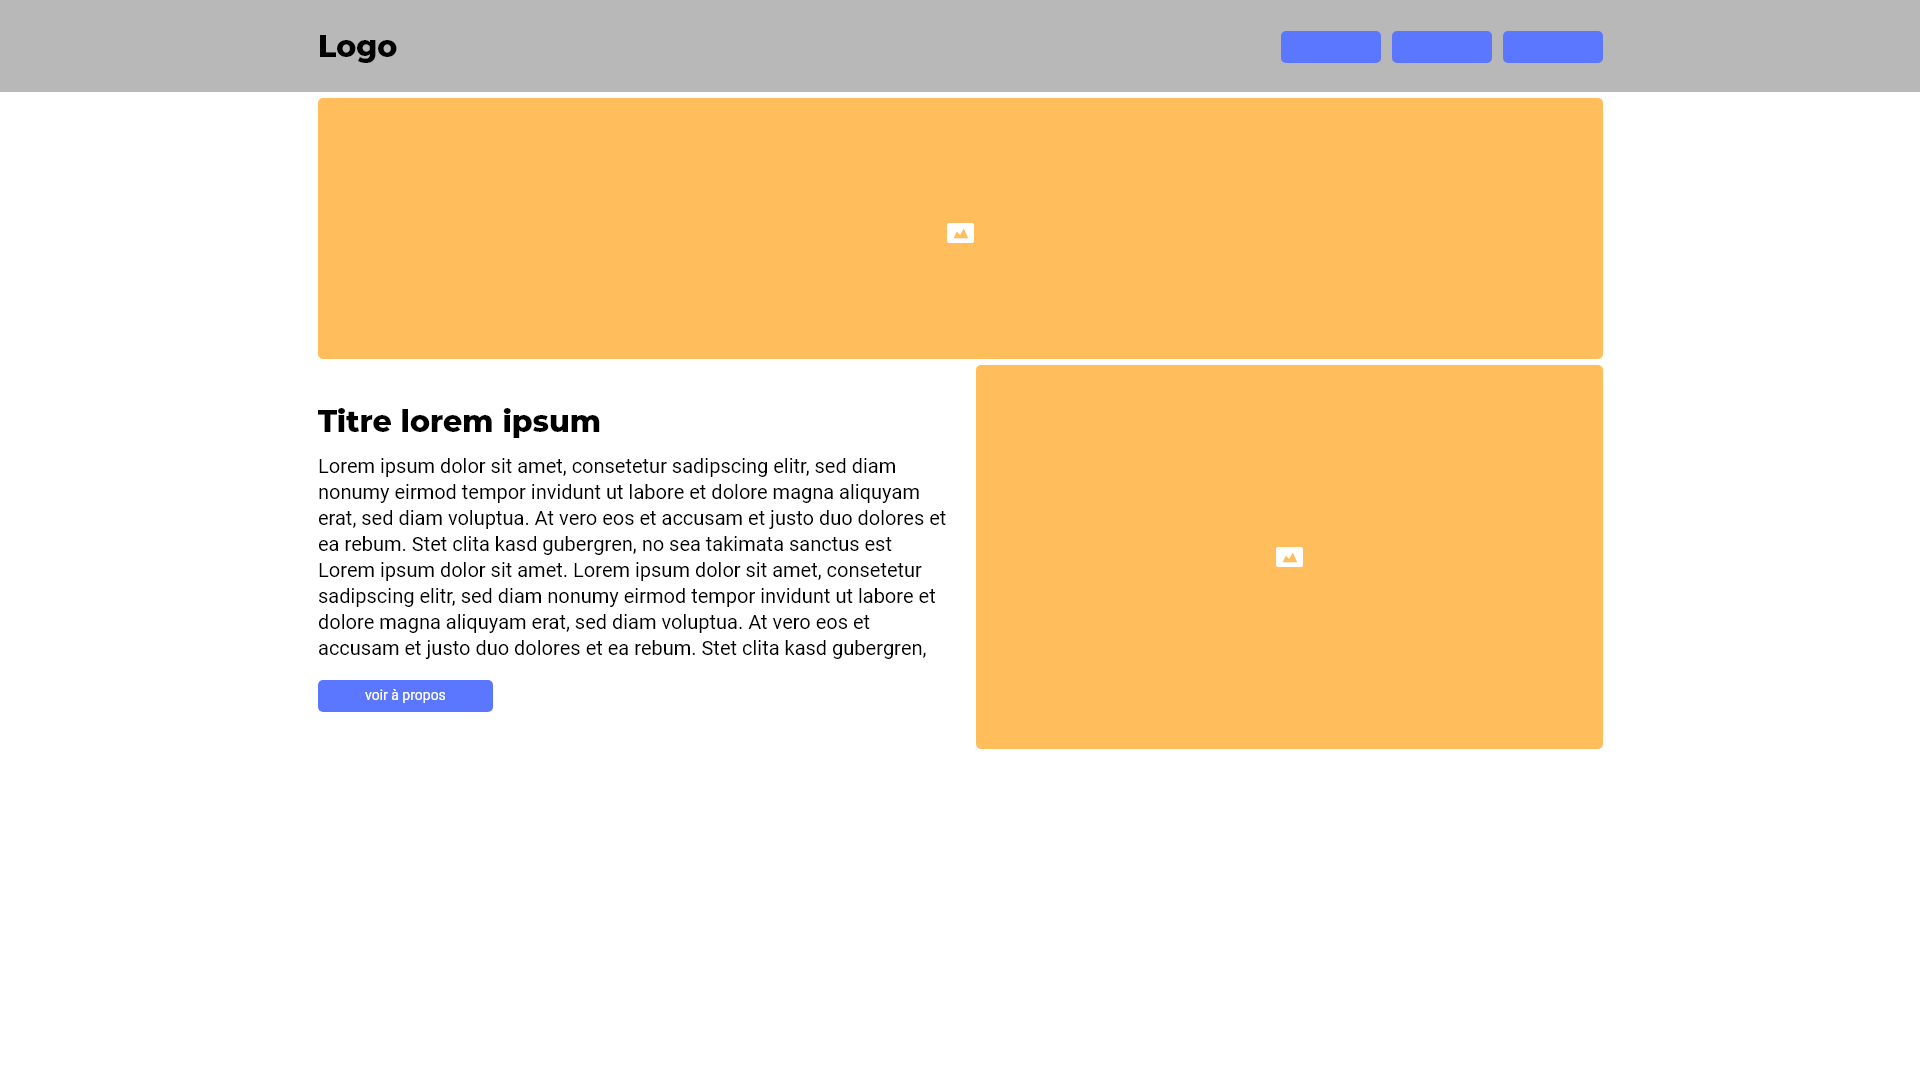 Logo
Titre lorem ipsum
Lorem ipsum dolor sit amet, consetetur sadipscing elitr, sed diam
nonumy eirmod tempor invidunt ut labore et dolore magna aliquyam
erat, sed diam voluptua. At vero eos et accusam et justo duo dolores et
ea rebum. Stet clita kasd gubergren, no sea takimata sanctus est
Lorem ipsum dolor sit amet. Lorem ipsum dolor sit amet, consetetur
sadipscing elitr, sed diam nonumy eirmod tempor invidunt ut labore et
dolore magna aliquyam erat, sed diam voluptua. At vero eos et
accusam et justo duo dolores et ea rebum. Stet clita kasd gubergren,
voir à propos